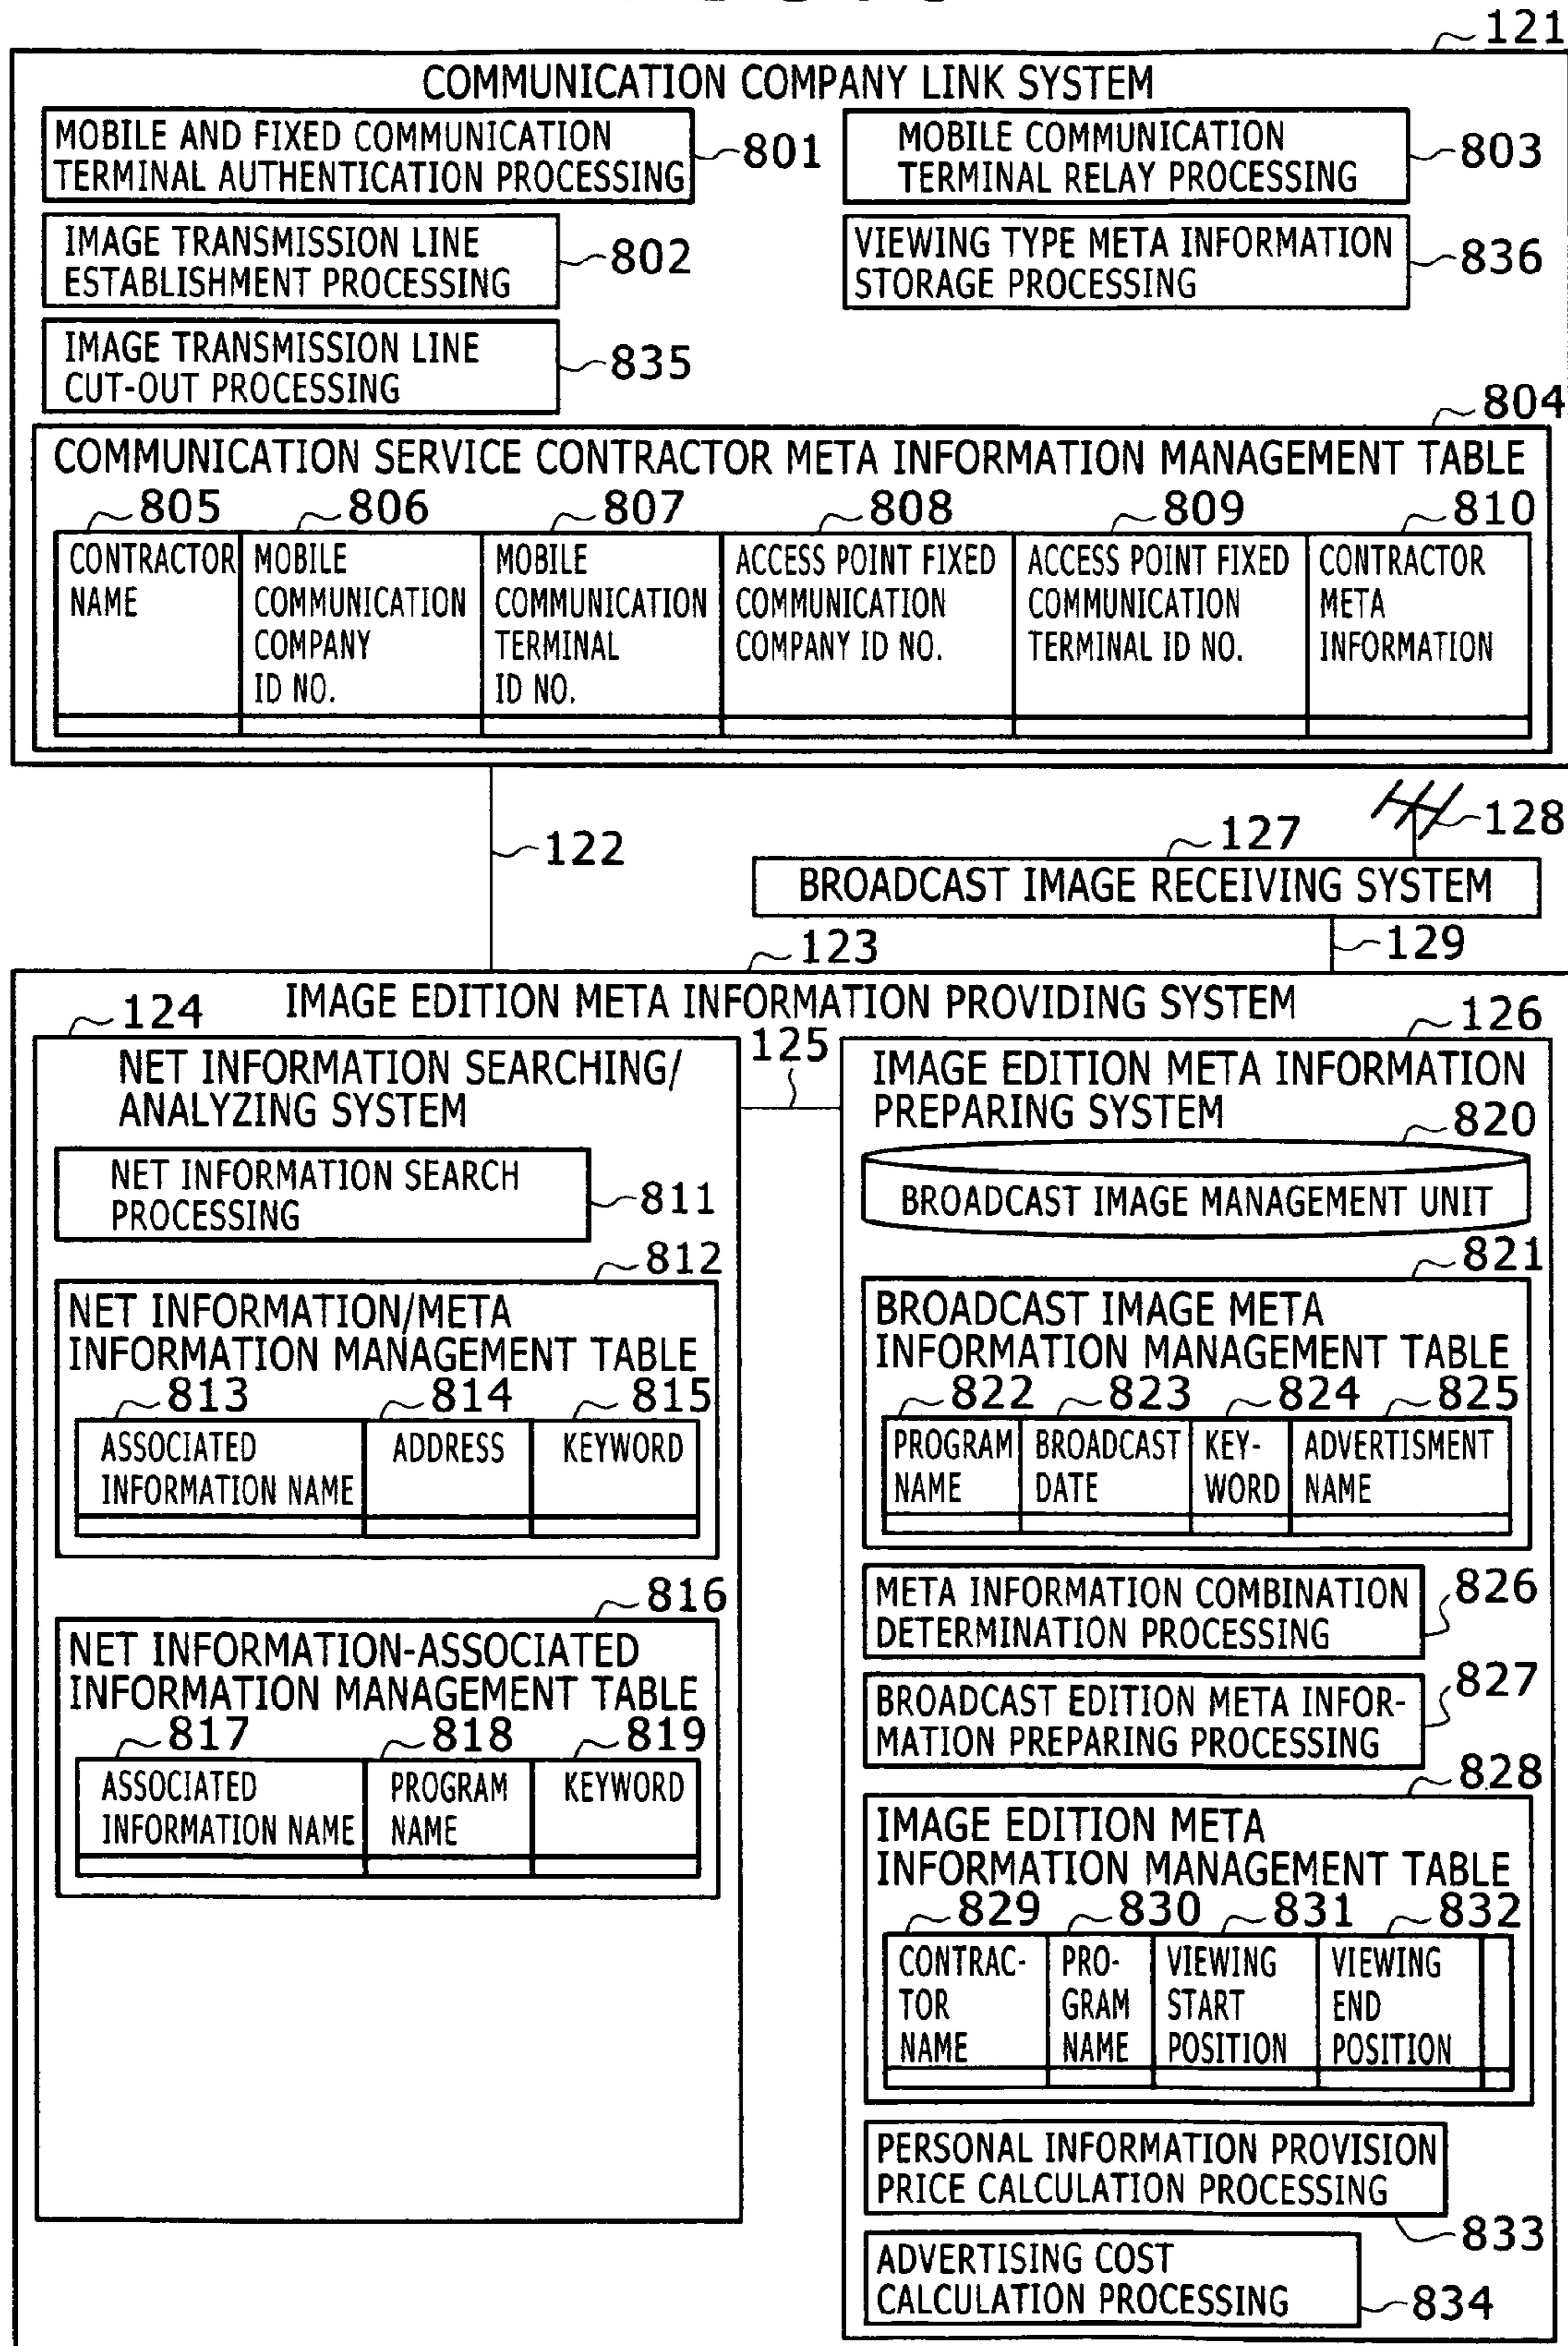 121
COMMUNICATION COMPANY LINK SYSTEM
MOBILE AND FIXED COMMUNICATION
TERMINAL AUTHENTICATION PROCESSING
801
MOBILE COMMUNICATION
TERMINAL RELAY PROCESSING
803
IMAGE TRANSMISSION LINE
ESTABLISHMENT PROCESSING
802
VIEWING TYPE META INFORMATION
STORAGE PROCESSING
836
IMAGE TRANSMISSION LINE
CUT-OUT PROCESSING
835
804
COMMUNICATION SERVICE CONTRACTOR META INFORMATION MANAGEMENT TABLE
805
806
807
808
809
810
CONTRACTOR
NAME
MOBILE
COMMUNICATION
COMPANY
ID NO.
MOBILE
COMMUNICATION
TERMINAL
ID NO.
ACCESS POINT FIXED
COMMUNICATION
COMPANY ID NO.
ACCESS POINT FIXED
COMMUNICATION
TERMINAL ID NO.
CONTRACTOR
META
INFORMATION
122
128
127
BROADCAST IMAGE RECEIVING SYSTEM
129
123
IMAGE EDITION META INFORMATION PROVIDING SYSTEM
124
NET INFORMATION SEARCHING/
ANALYZING SYSTEM
NET INFORMATION SEARCH
PROCESSING
811
812
NET INFORMATION/META
INFORMATION MANAGEMENT TABLE
813
814
815
ASSOCIATED
INFORMATION NAME
ADDRESS
KEYWORD
816
NET INFORMATION-ASSOCIATED
INFORMATION MANAGEMENT TABLE
817
818
819
ASSOCIATED
INFORMATION NAME
PROGRAM
NAME
KEYWORD
125
126
IMAGE EDITION META INFORMATION
PREPARING SYSTEM
820
BROADCAST IMAGE MANAGEMENT UNIT
821
BROADCAST IMAGE META
INFORMATION MANAGEMENT TABLE
822
823
824
825
PROGRAM
NAME
BROADCAST
DATE
KEY-
WORD
ADVERTISMENT
NAME
META INFORMATION COMBINATION
DETERMINATION PROCESSING
826
BROADCAST EDITION META INFOR-
MATION PREPARING PROCESSING
827
828
IMAGE EDITION META
INFORMATION MANAGEMENT TABLE
829
830
831
832
CONTRAC-
TOR
NAME
PRO-
GRAM
NAME
VIEWING
START
POSITION
VIEWING
END
POSITION
PERSONAL INFORMATION PROVISION
PRICE CALCULATION PROCESSING
833
ADVERTISING COST
CALCULATION PROCESSING
834